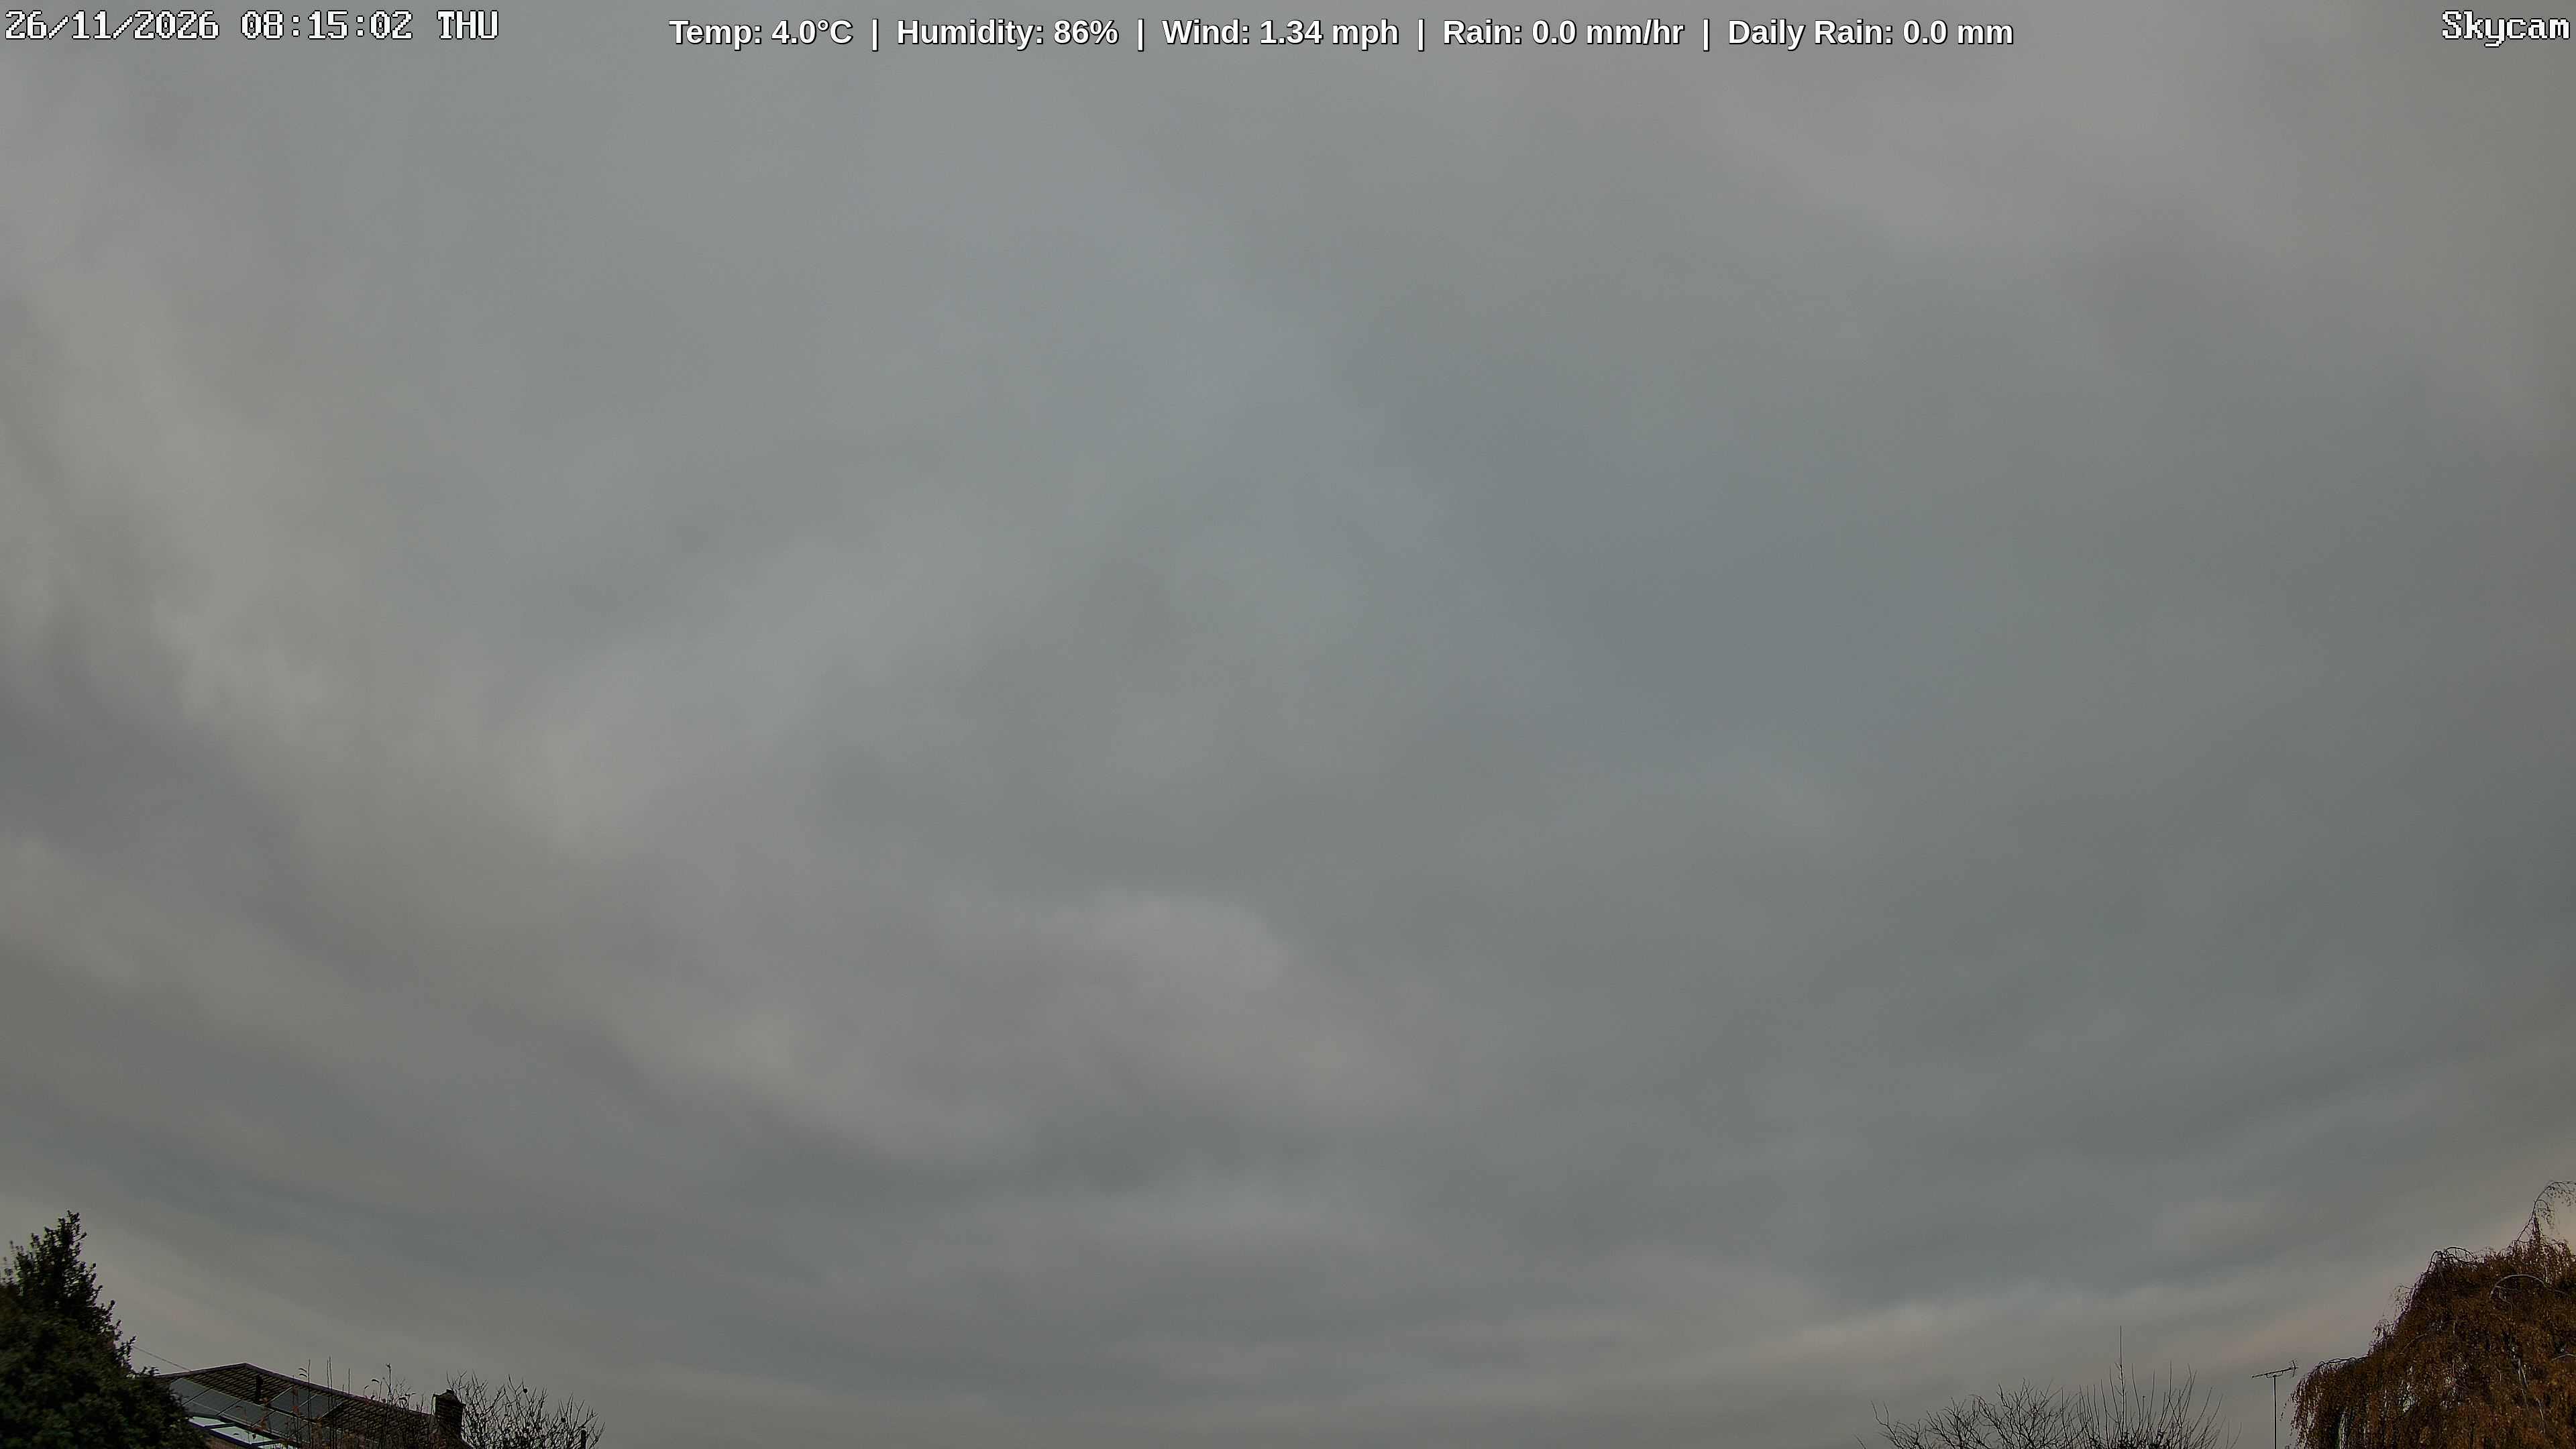 26/11/2026 08:15:02 THU
Temp: 4.0°C | Humidity: 86% | Wind: 1.34 mph | Rain: 0.0 mm/hr | Daily Rain: 0.0 mm
Skycam